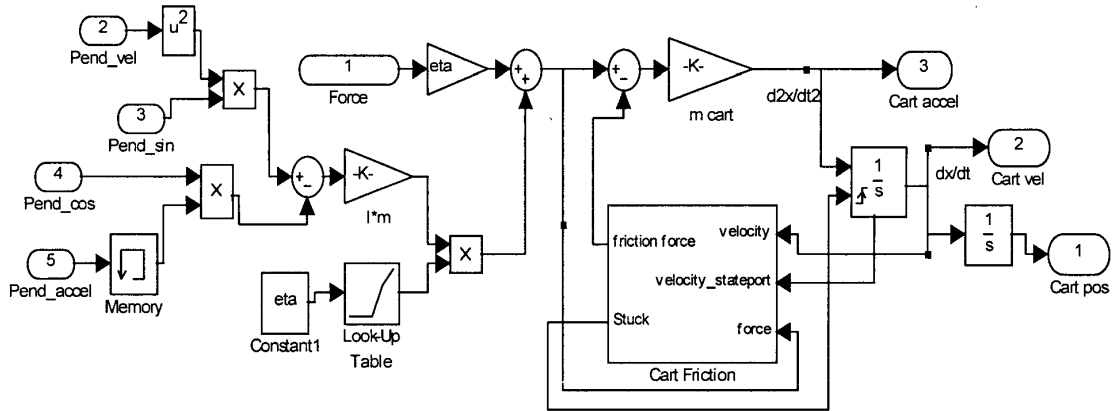 2
Pend_vel
u²
3
Pend_sin
X
1
Force
eta
+
+
+
−
-K-
m cart
d2x/dt2
3
Cart accel
4
Pend_cos
X
+
−
-K-
l*m
1
s
dx/dt
2
Cart vel
5
Pend_accel
Memory
eta
Constant1
Look-Up
Table
X
friction force
velocity
velocity_stateport
Stuck
force
Cart Friction
1
s
1
Cart pos